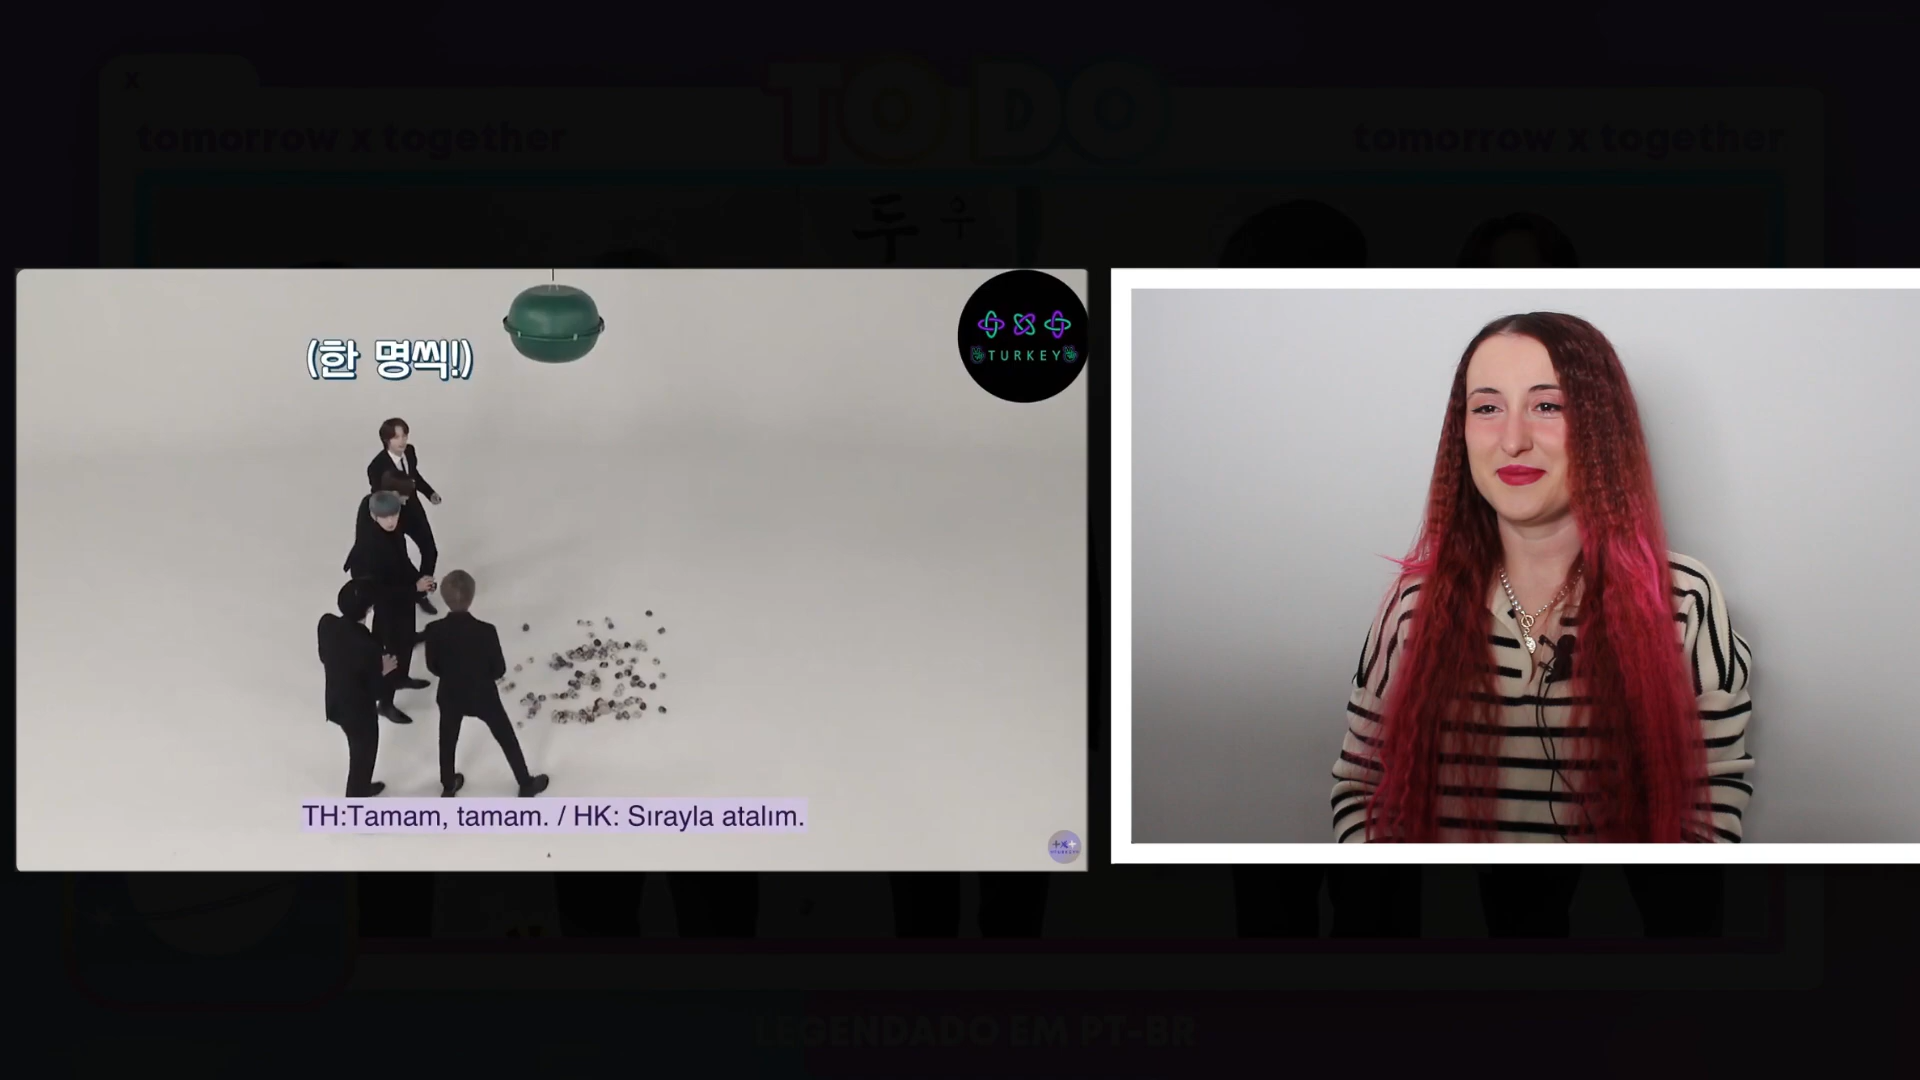 x
TO DO
tomorrow x together
tomorrow x together
두
우
(한 명씩!)
TURKEY
TH:Tamam, tamam. / HK: Sırayla atalım.
LEGENDADO EM PT-BR